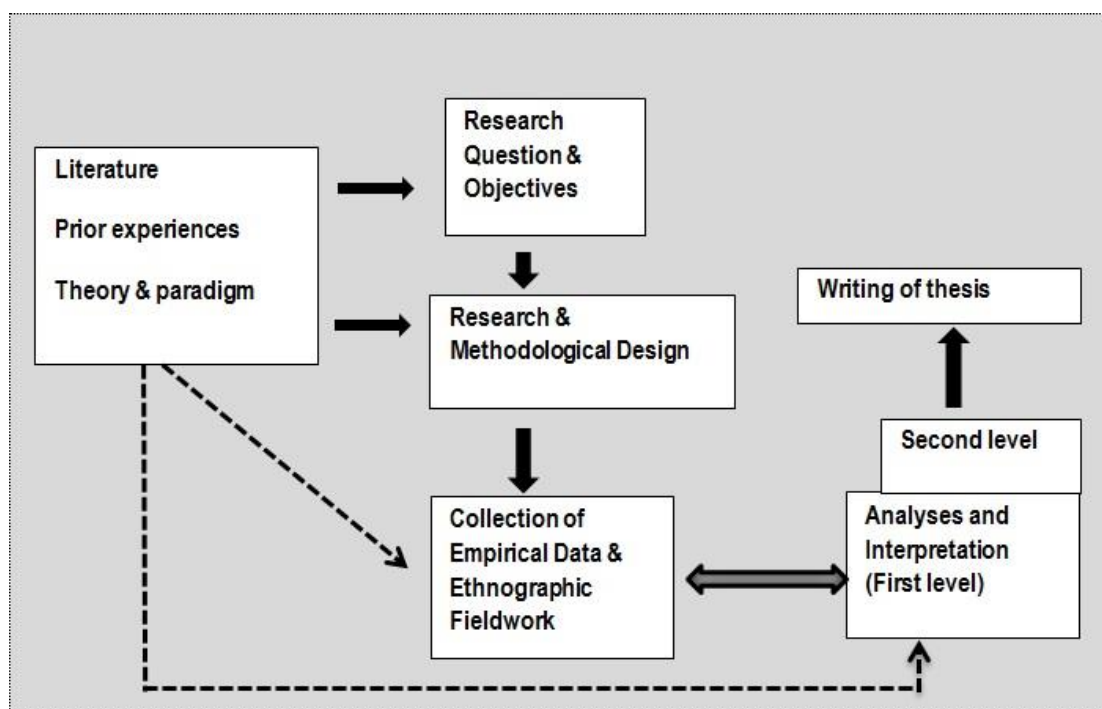 Literature
Prior experiences
Theory & paradigm
Research
Question &
Objectives
Research &
Methodological Design
Collection of
Empirical Data &
Ethnographic
Fieldwork
Writing of thesis
Second level
Analyses and
Interpretation
(First level)